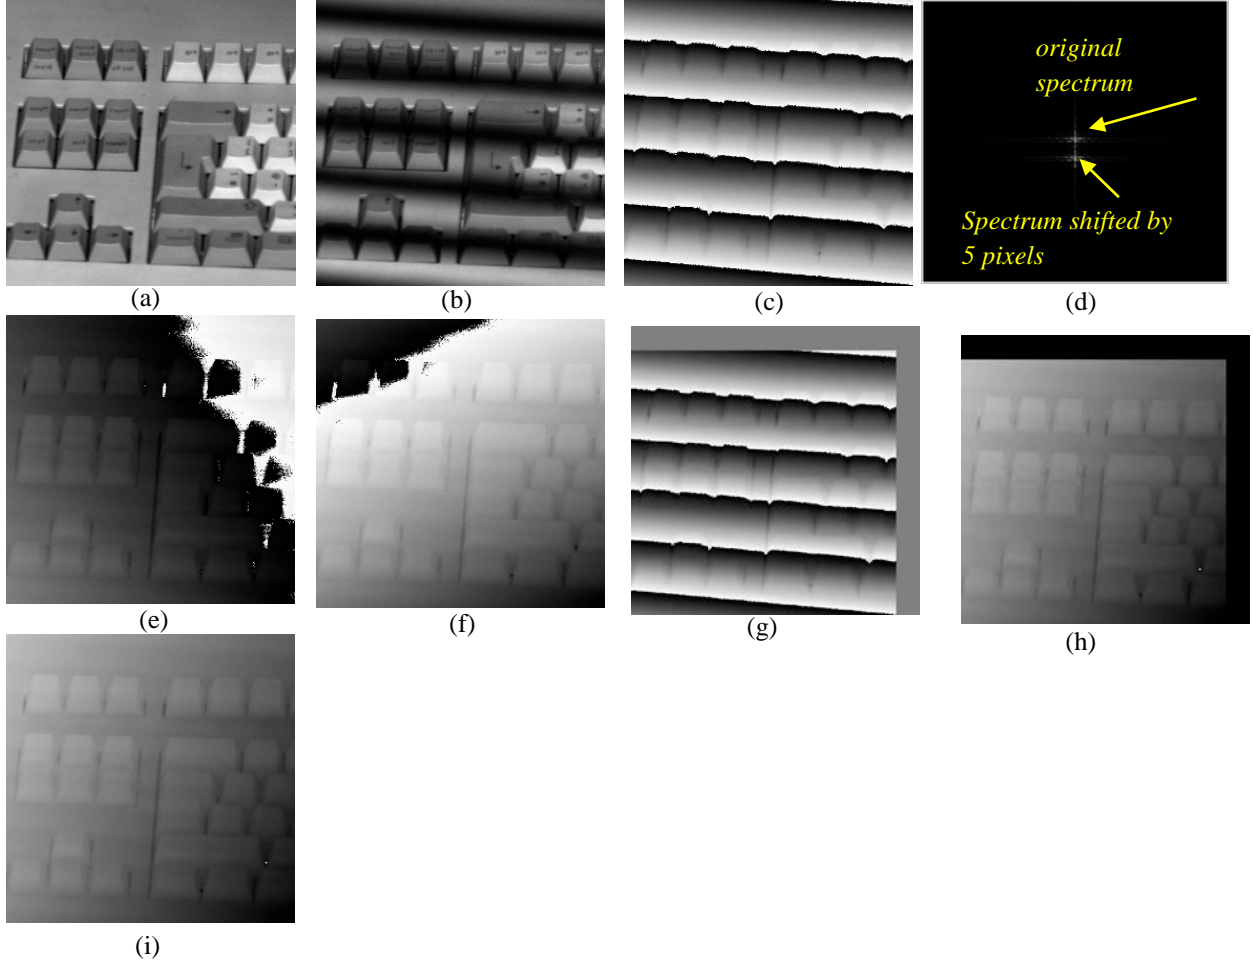 original
spectrum
Spectrum shifted by
5 pixels
(a)
(b)
(c)
(d)
(e)
(f)
(g)
(h)
(i)